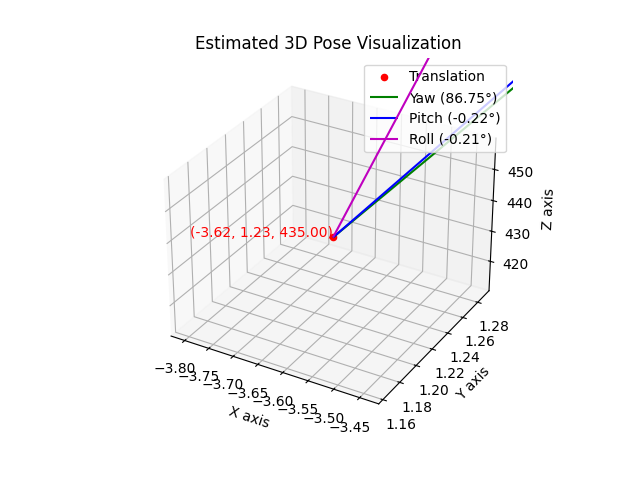 Estimated 3D Pose Visualization
Translation
Yaw (86.75°)
Pitch (-0.22°)
Roll (-0.21°)
(-3.62, 1.23, 435.00)
450
440
430
420
Z axis
1.28
1.26
1.24
1.22
1.20
1.18
1.16
Y axis
−3.80
−3.75
−3.70
−3.65
−3.60
−3.55
−3.50
−3.45
X axis